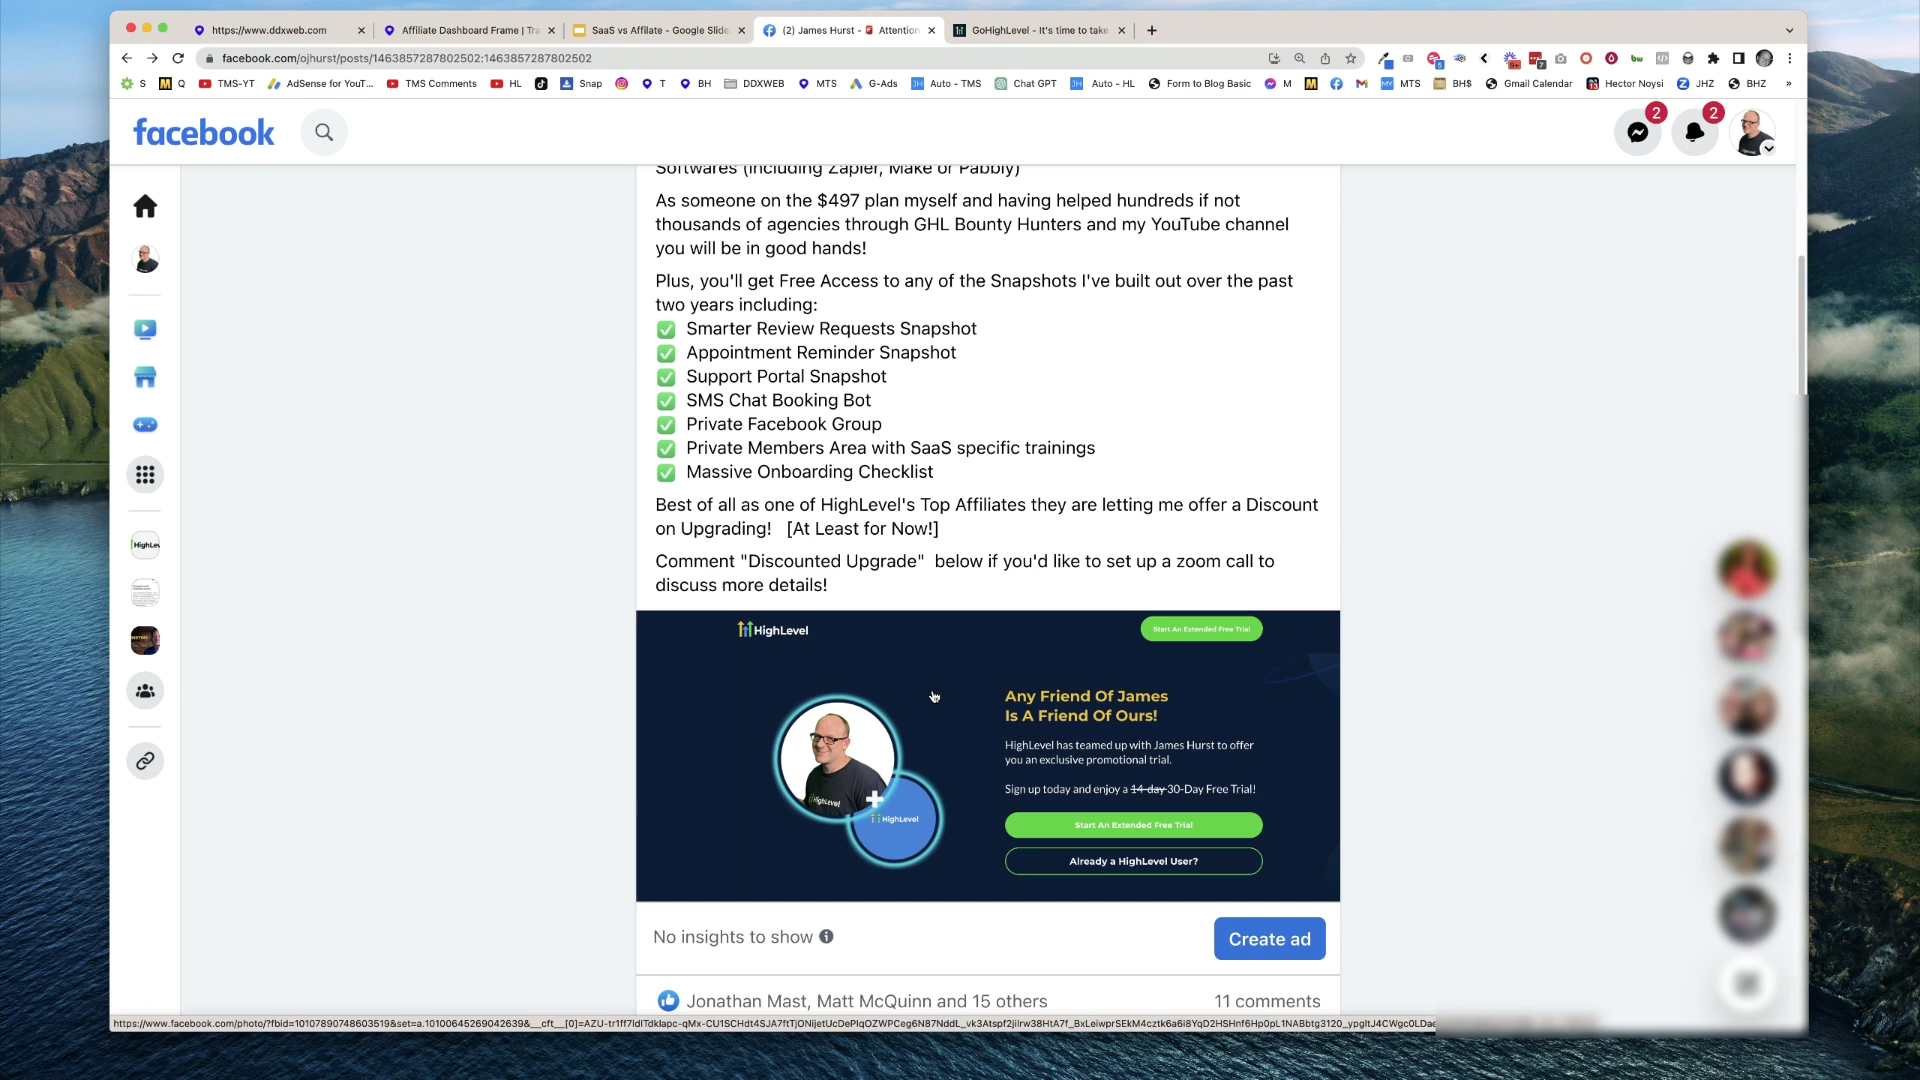 https://www.ddxweb.com
Affiliate Dashboard Frame | Tra
SaaS vs Affilate - Google Slide
(2) James Hurst - Attention
GoHighLevel - It's time to take
facebook.com/ojhurst/posts/1463857287802502:1463857287802502
S
Q
TMS-YT
AdSense for YouT...
TMS Comments
HL
Snap
T
BH
DDXWEB
MTS
G-Ads
Auto - TMS
Chat GPT
Auto - HL
Form to Blog Basic
M
MTS
BH$
Gmail Calendar
Hector Noysi
JHZ
BHZ
»
facebook
2
2
Softwares (including Zapier, Make or Pabbly)
As someone on the $497 plan myself and having helped hundreds if not
thousands of agencies through GHL Bounty Hunters and my YouTube channel
you will be in good hands!
Plus, you'll get Free Access to any of the Snapshots I've built out over the past
two years including:
✅ Smarter Review Requests Snapshot
✅ Appointment Reminder Snapshot
✅ Support Portal Snapshot
✅ SMS Chat Booking Bot
✅ Private Facebook Group
✅ Private Members Area with SaaS specific trainings
✅ Massive Onboarding Checklist
Best of all as one of HighLevel's Top Affiliates they are letting me offer a Discount
on Upgrading! [At Least for Now!]
Comment "Discounted Upgrade" below if you'd like to set up a zoom call to
discuss more details!
HighLevel
Start An Extended Free Trial
Any Friend Of James
Is A Friend Of Ours!
HighLevel has teamed up with James Hurst to offer
you an exclusive promotional trial.
Sign up today and enjoy a 14-day 30-Day Free Trial!
HighLevel
HighLevel
Start An Extended Free Trial
Already a HighLevel User?
No insights to show
Create ad
Jonathan Mast, Matt McQuinn and 15 others
11 comments